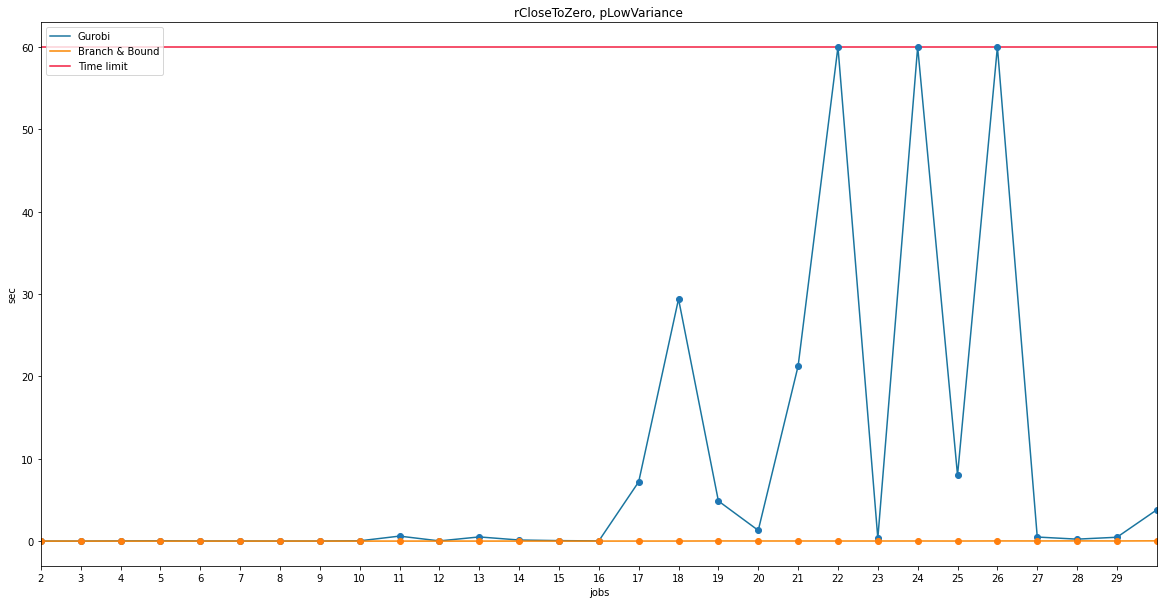 rCloseToZero, pLowVariance
Gurobi
Branch & Bound
Time limit
60
50
40
30
20
10
0
sec
2 3 4 5 6 7 8 9 10 11 12 13 14 15 16 17 18 19 20 21 22 23 24 25 26 27 28 29
jobs